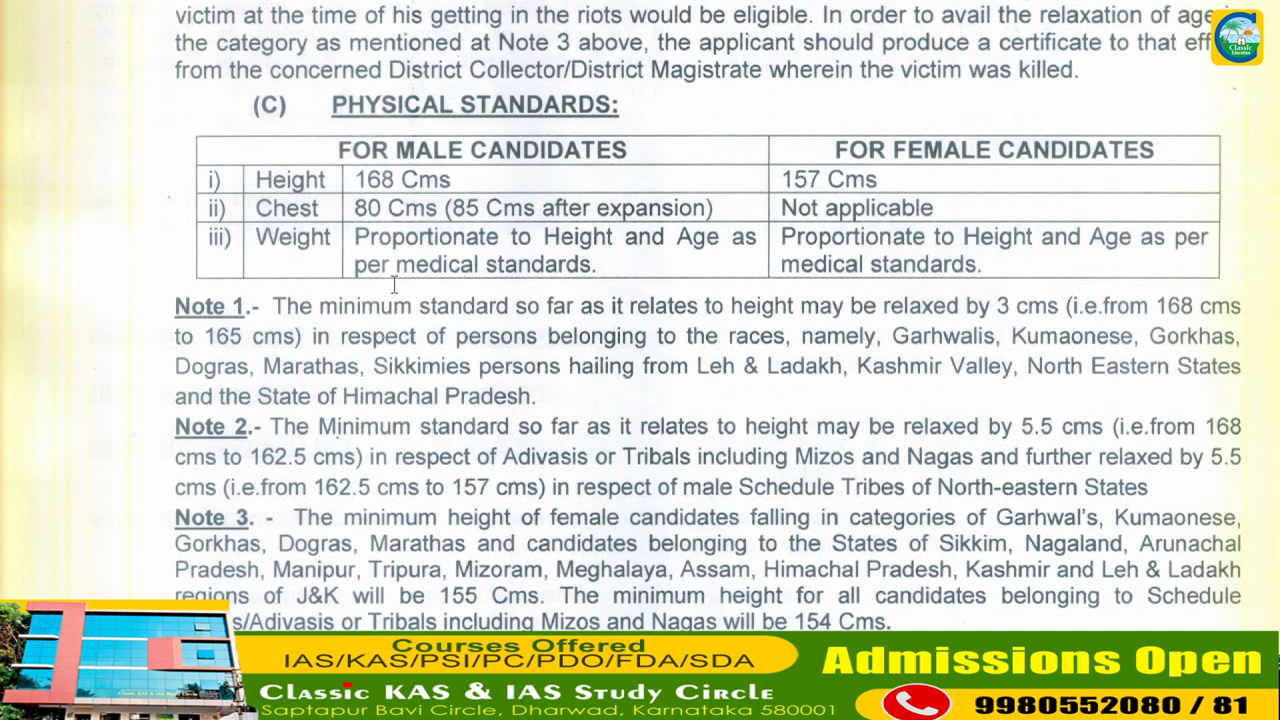 victim at the time of his getting in the riots would be eligible. In order to avail the relaxation of age in
the category as mentioned at Note 3 above, the applicant should produce a certificate to that eff
from the concerned District Collector/District Magistrate wherein the victim was killed.
(C) PHYSICAL STANDARDS:
FOR MALE CANDIDATES FOR FEMALE CANDIDATES
i) Height 168 Cms 157 Cms
ii) Chest 80 Cms (85 Cms after expansion) Not applicable
iii) Weight Proportionate to Height and Age as per medical standards. Proportionate to Height and Age as per medical standards.
Note 1.- The minimum standard so far as it relates to height may be relaxed by 3 cms (i.e.from 168 cms
to 165 cms) in respect of persons belonging to the races, namely, Garhwalis, Kumaonese, Gorkhas,
Dogras, Marathas, Sikkimies persons hailing from Leh & Ladakh, Kashmir Valley, North Eastern States
and the State of Himachal Pradesh.
Note 2.- The Minimum standard so far as it relates to height may be relaxed by 5.5 cms (i.e.from 168
cms to 162.5 cms) in respect of Adivasis or Tribals including Mizos and Nagas and further relaxed by 5.5
cms (i.e.from 162.5 cms to 157 cms) in respect of male Schedule Tribes of North-eastern States
Note 3. - The minimum height of female candidates falling in categories of Garhwal's, Kumaonese,
Gorkhas, Dogras, Marathas and candidates belonging to the States of Sikkim, Nagaland, Arunachal
Pradesh, Manipur, Tripura, Mizoram, Meghalaya, Assam, Himachal Pradesh, Kashmir and Leh & Ladakh
regions of J&K will be 155 Cms. The minimum height for all candidates belonging to Schedule
s/Adivasis or Tribals including Mizos and Nagas will be 154 Cms.
Classic
Education
Courses Offered
IAS/KAS/PSI/PC/PDO/FDA/SDA
Classic KAS & IAS Study Circle
Saptapur Bavi Circle, Dharwad, Karnataka 580001
Admissions Open
9980552080 / 81